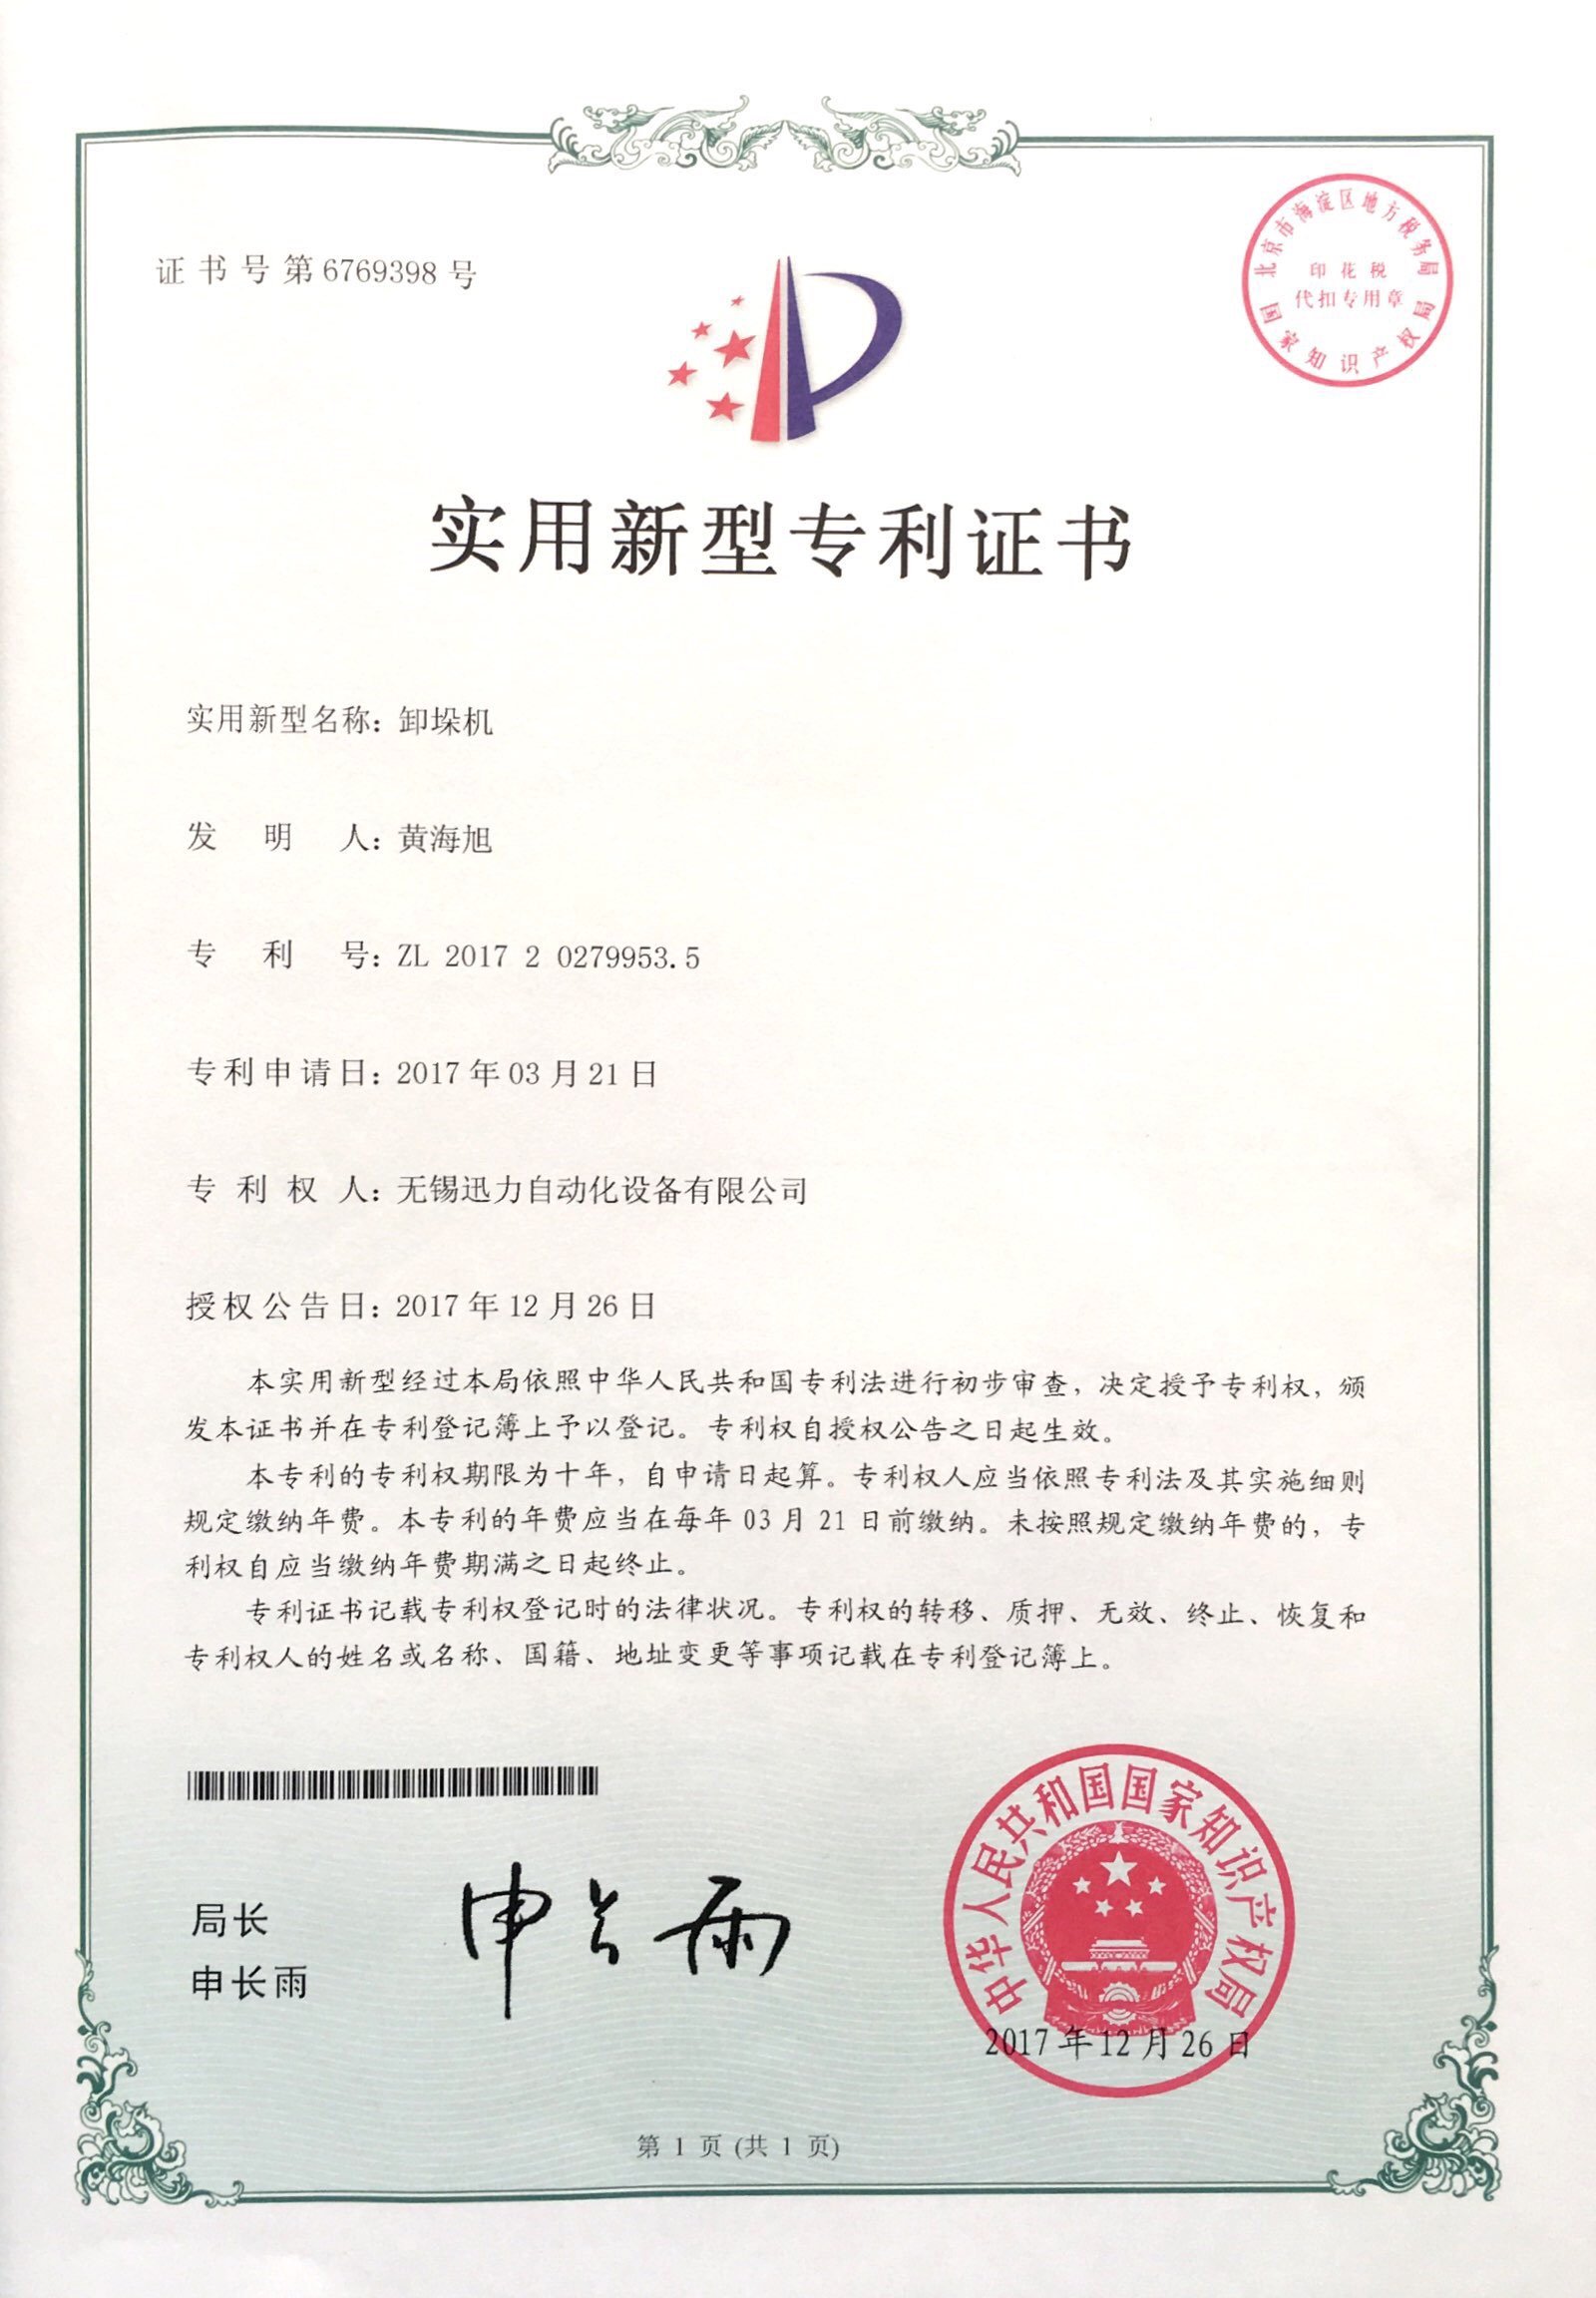 证书号第6769398号
北京市海淀区地方税务局
印花税
代扣专用章
国家知识产权局
实用新型专利证书
实用新型名称：卸垛机
发明人：黄海旭
专利号：ZL 2017 2 0279953.5
专利申请日：2017年03月21日
专利权人：无锡迅力自动化设备有限公司
授权公告日：2017年12月26日
本实用新型经过本局依照中华人民共和国专利法进行初步审查，决定授予专利权，颁
发本证书并在专利登记簿上予以登记。专利权自授权公告之日起生效。
本专利的专利权期限为十年，自申请日起算。专利权人应当依照专利法及其实施细则
规定缴纳年费。本专利的年费应当在每年03月21日前缴纳。未按照规定缴纳年费的，专
利权自应当缴纳年费期满之日起终止。
专利证书记载专利权登记时的法律状况。专利权的转移、质押、无效、终止、恢复和
专利权人的姓名或名称、国籍、地址变更等事项记载在专利登记簿上。
局长
申长雨
申长雨
中华人民共和国国家知识产权局
2017年12月26日
第 1 页 (共 1 页)